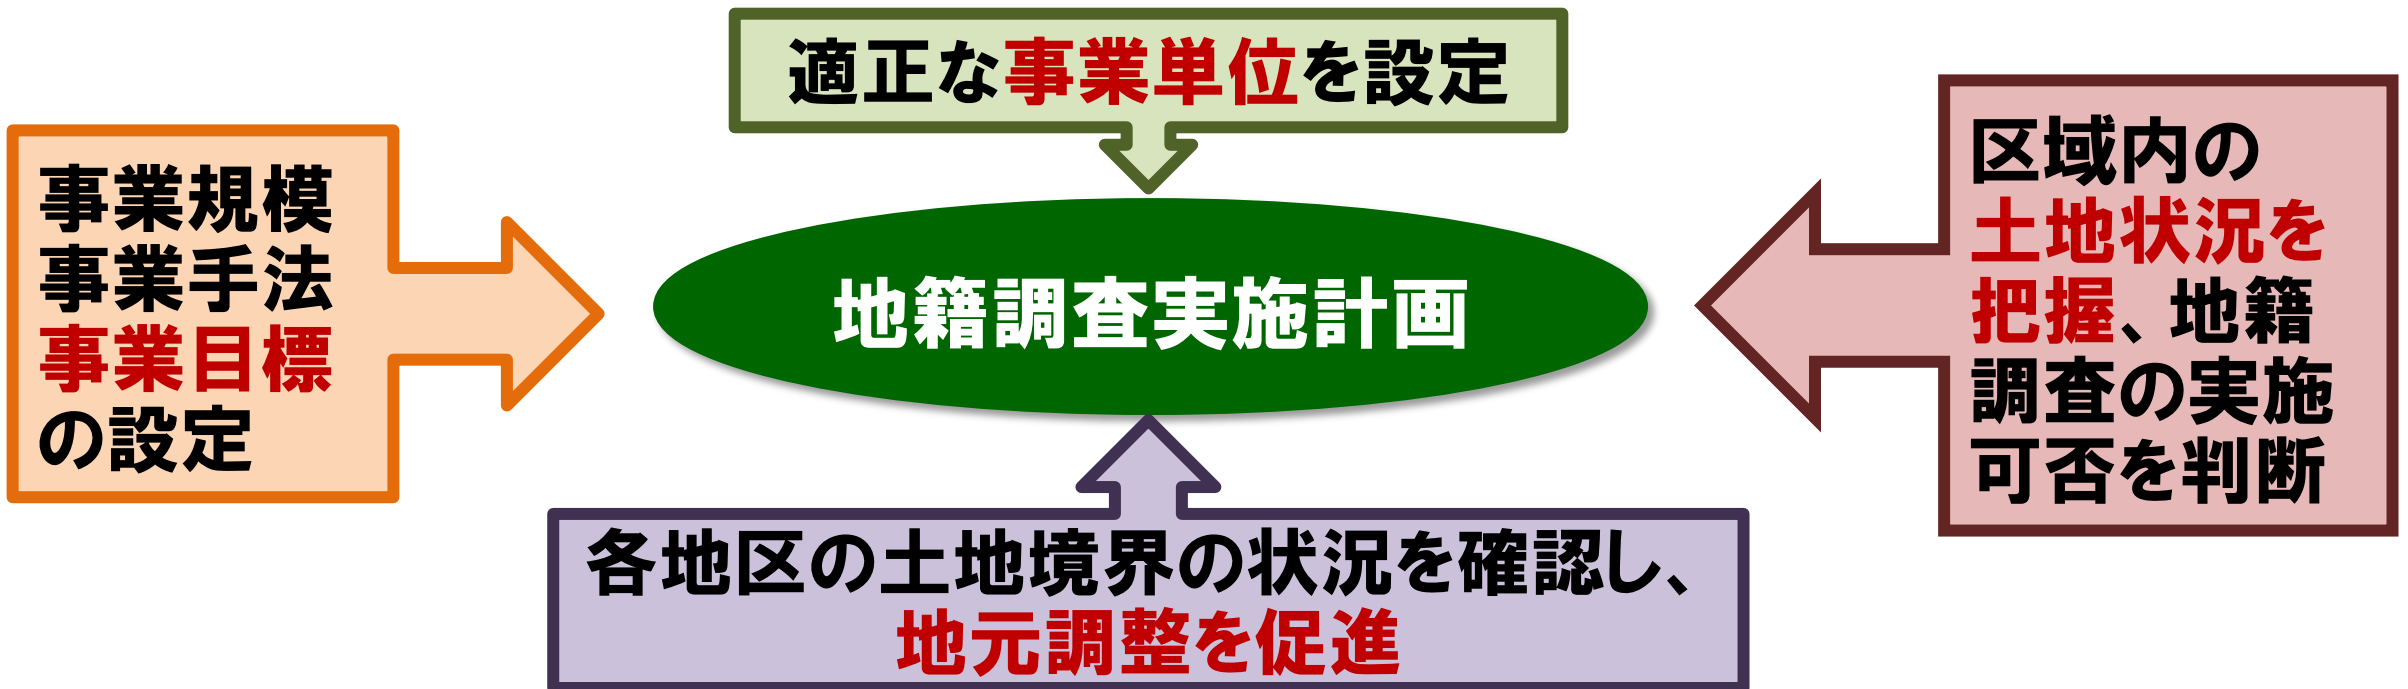 適正な事業単位を設定
事業規模
事業手法
事業目標
の設定
地籍調査実施計画
区域内の
土地状況を
把握、地籍
調査の実施
可否を判断
各地区の土地境界の状況を確認し、
地元調整を促進